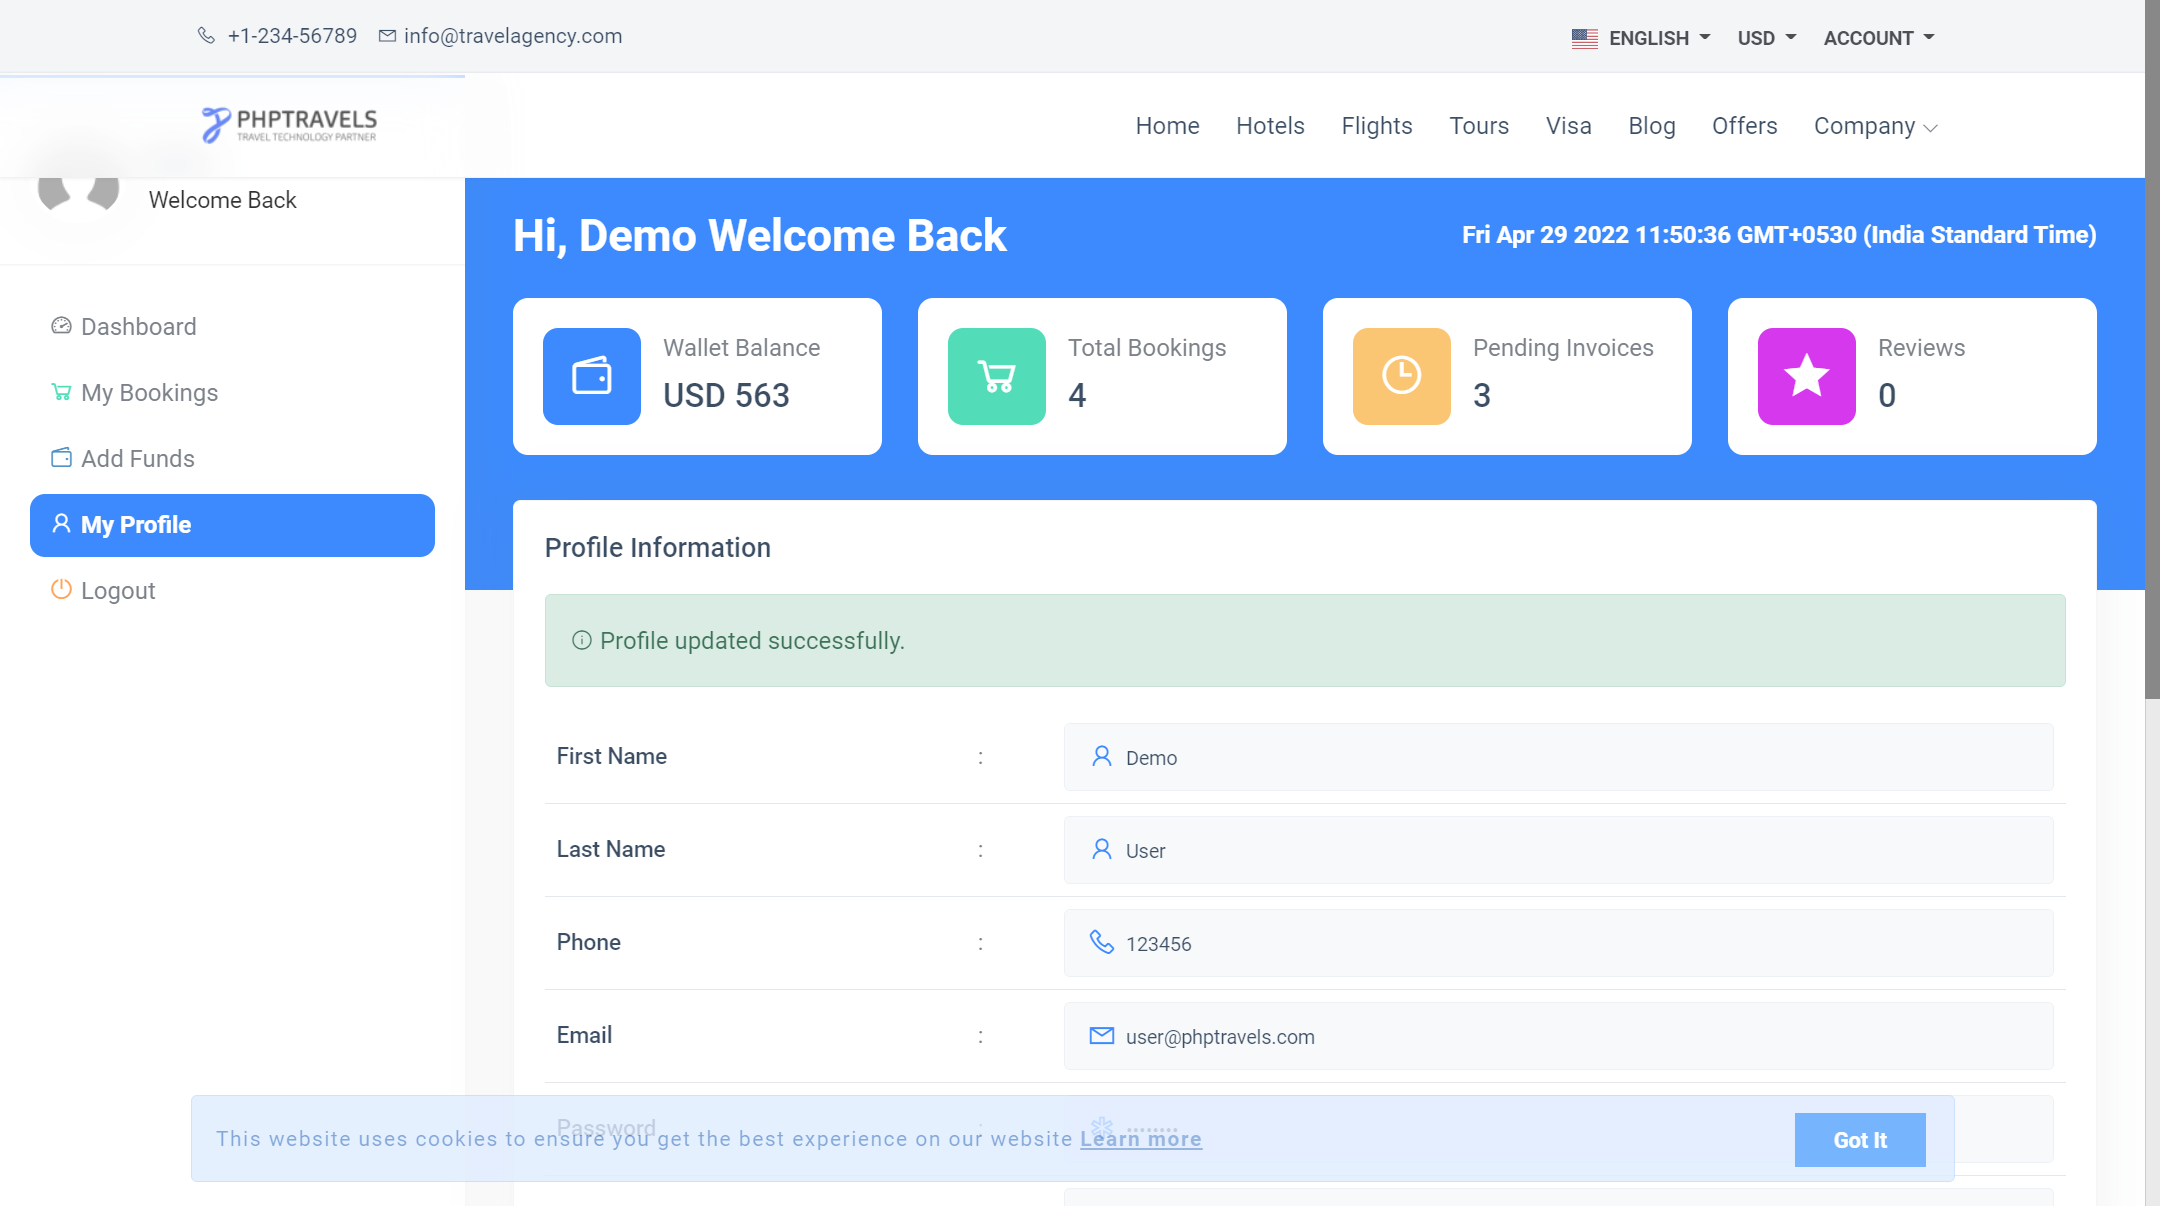 +1-234-56789 info@travelagency.com ENGLISH USD ACCOUNT
PHPTRAVELS
TRAVEL TECHNOLOGY PARTNER
Home Hotels Flights Tours Visa Blog Offers Company
Welcome Back
Dashboard
My Bookings
Add Funds
My Profile
Logout
Hi, Demo Welcome Back
Fri Apr 29 2022 11:50:36 GMT+0530 (India Standard Time)
Wallet Balance
USD 563
Total Bookings
4
Pending Invoices
3
Reviews
0
Profile Information
Profile updated successfully.
First Name : Demo
Last Name : User
Phone : 123456
Email : user@phptravels.com
Password : ········
This website uses cookies to ensure you get the best experience on our website Learn more
Got It